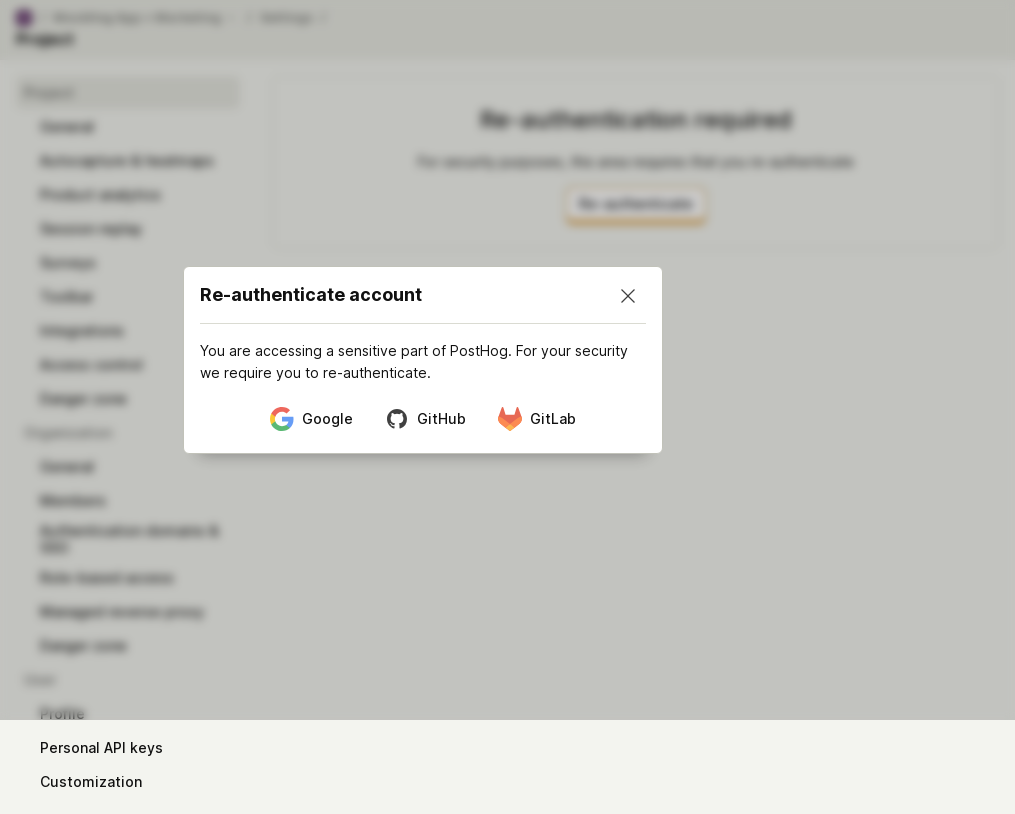 Settings
Project
Project
General
Autocapture & heatmaps
Product analytics
Session replay
Surveys
Toolbar
Integrations
Access control
Danger zone
Organization
General
Members
Authentication domains &
SSO
Role-based access
Managed reverse proxy
Danger zone
User
Profile
Personal API keys
Customization
Re-authentication required
For security purposes, this area requires that you re-authenticate.
Re-authenticate
Re-authenticate account
You are accessing a sensitive part of PostHog. For your security
we require you to re-authenticate.
Google GitHub GitLab